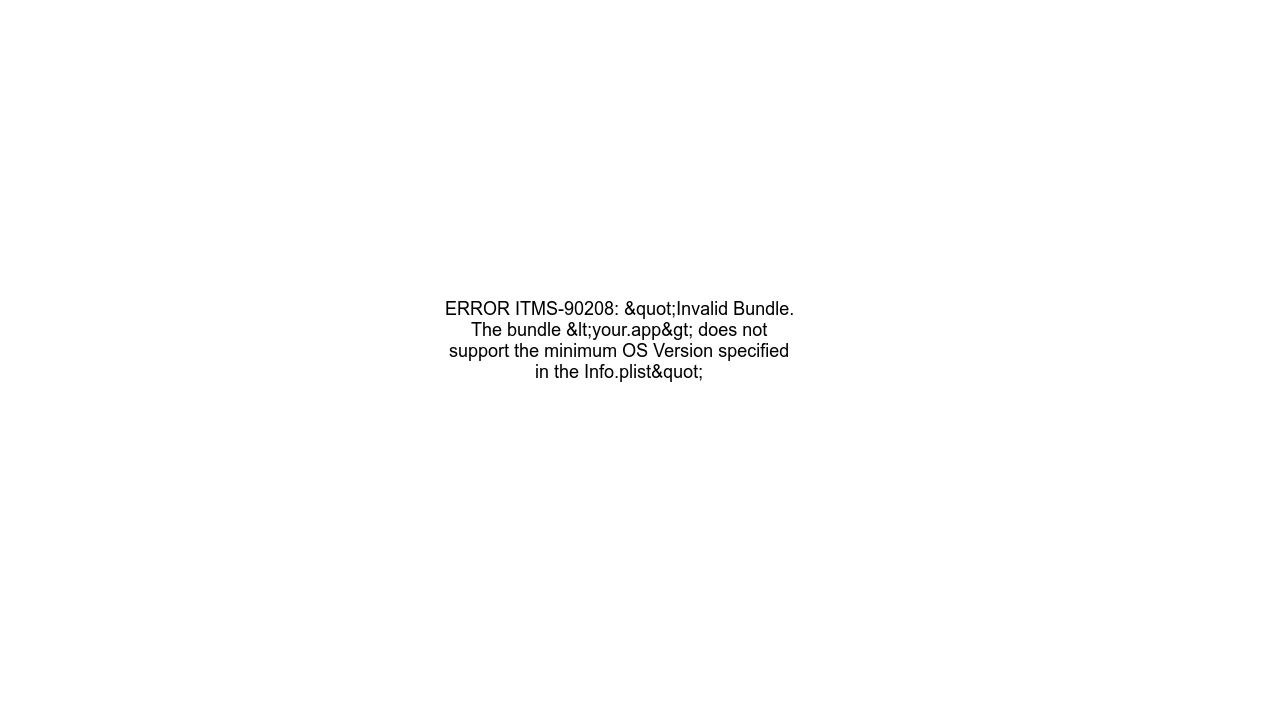 ERROR ITMS-90208: &quot;Invalid Bundle.
The bundle &lt;your.app&gt; does not
support the minimum OS Version specified
in the Info.plist&quot;